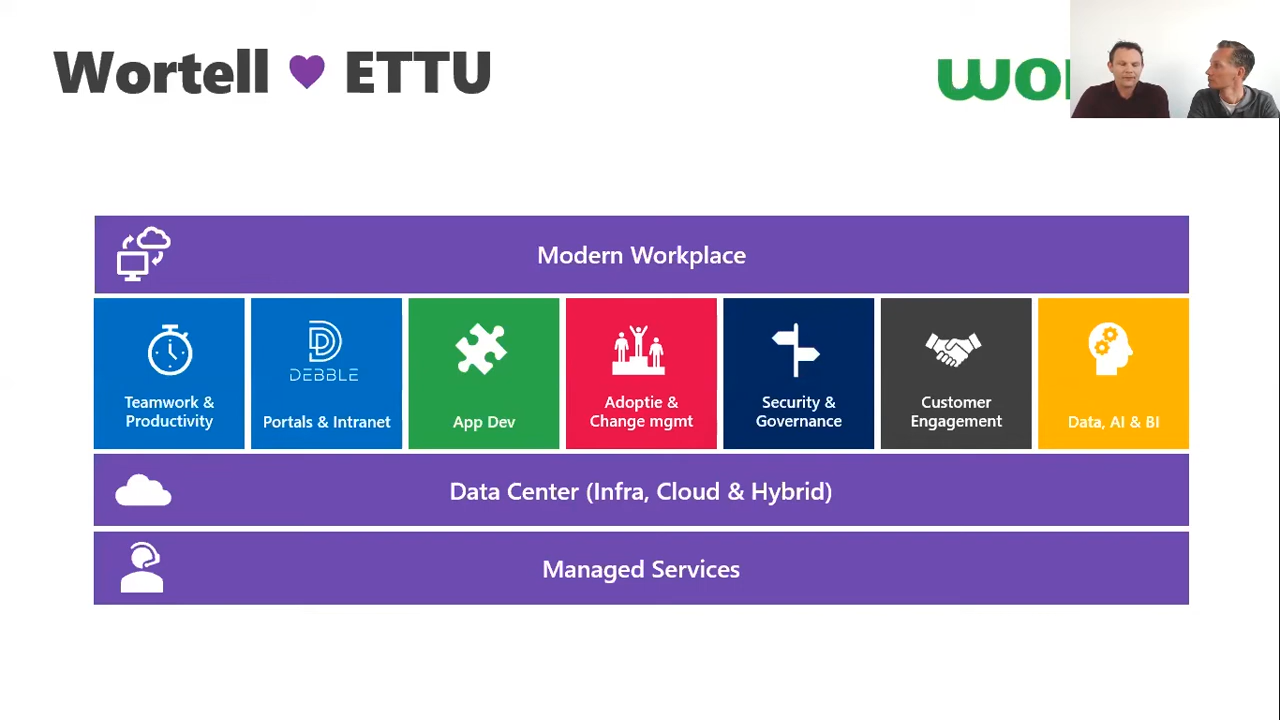 Wortell 💜 ETTU
Modern Workplace
Teamwork &
Productivity
DEBBLE
Portals & Intranet
App Dev
Adoptie &
Change mgmt
Security &
Governance
Customer
Engagement
Data, AI & BI
Data Center (Infra, Cloud & Hybrid)
Managed Services